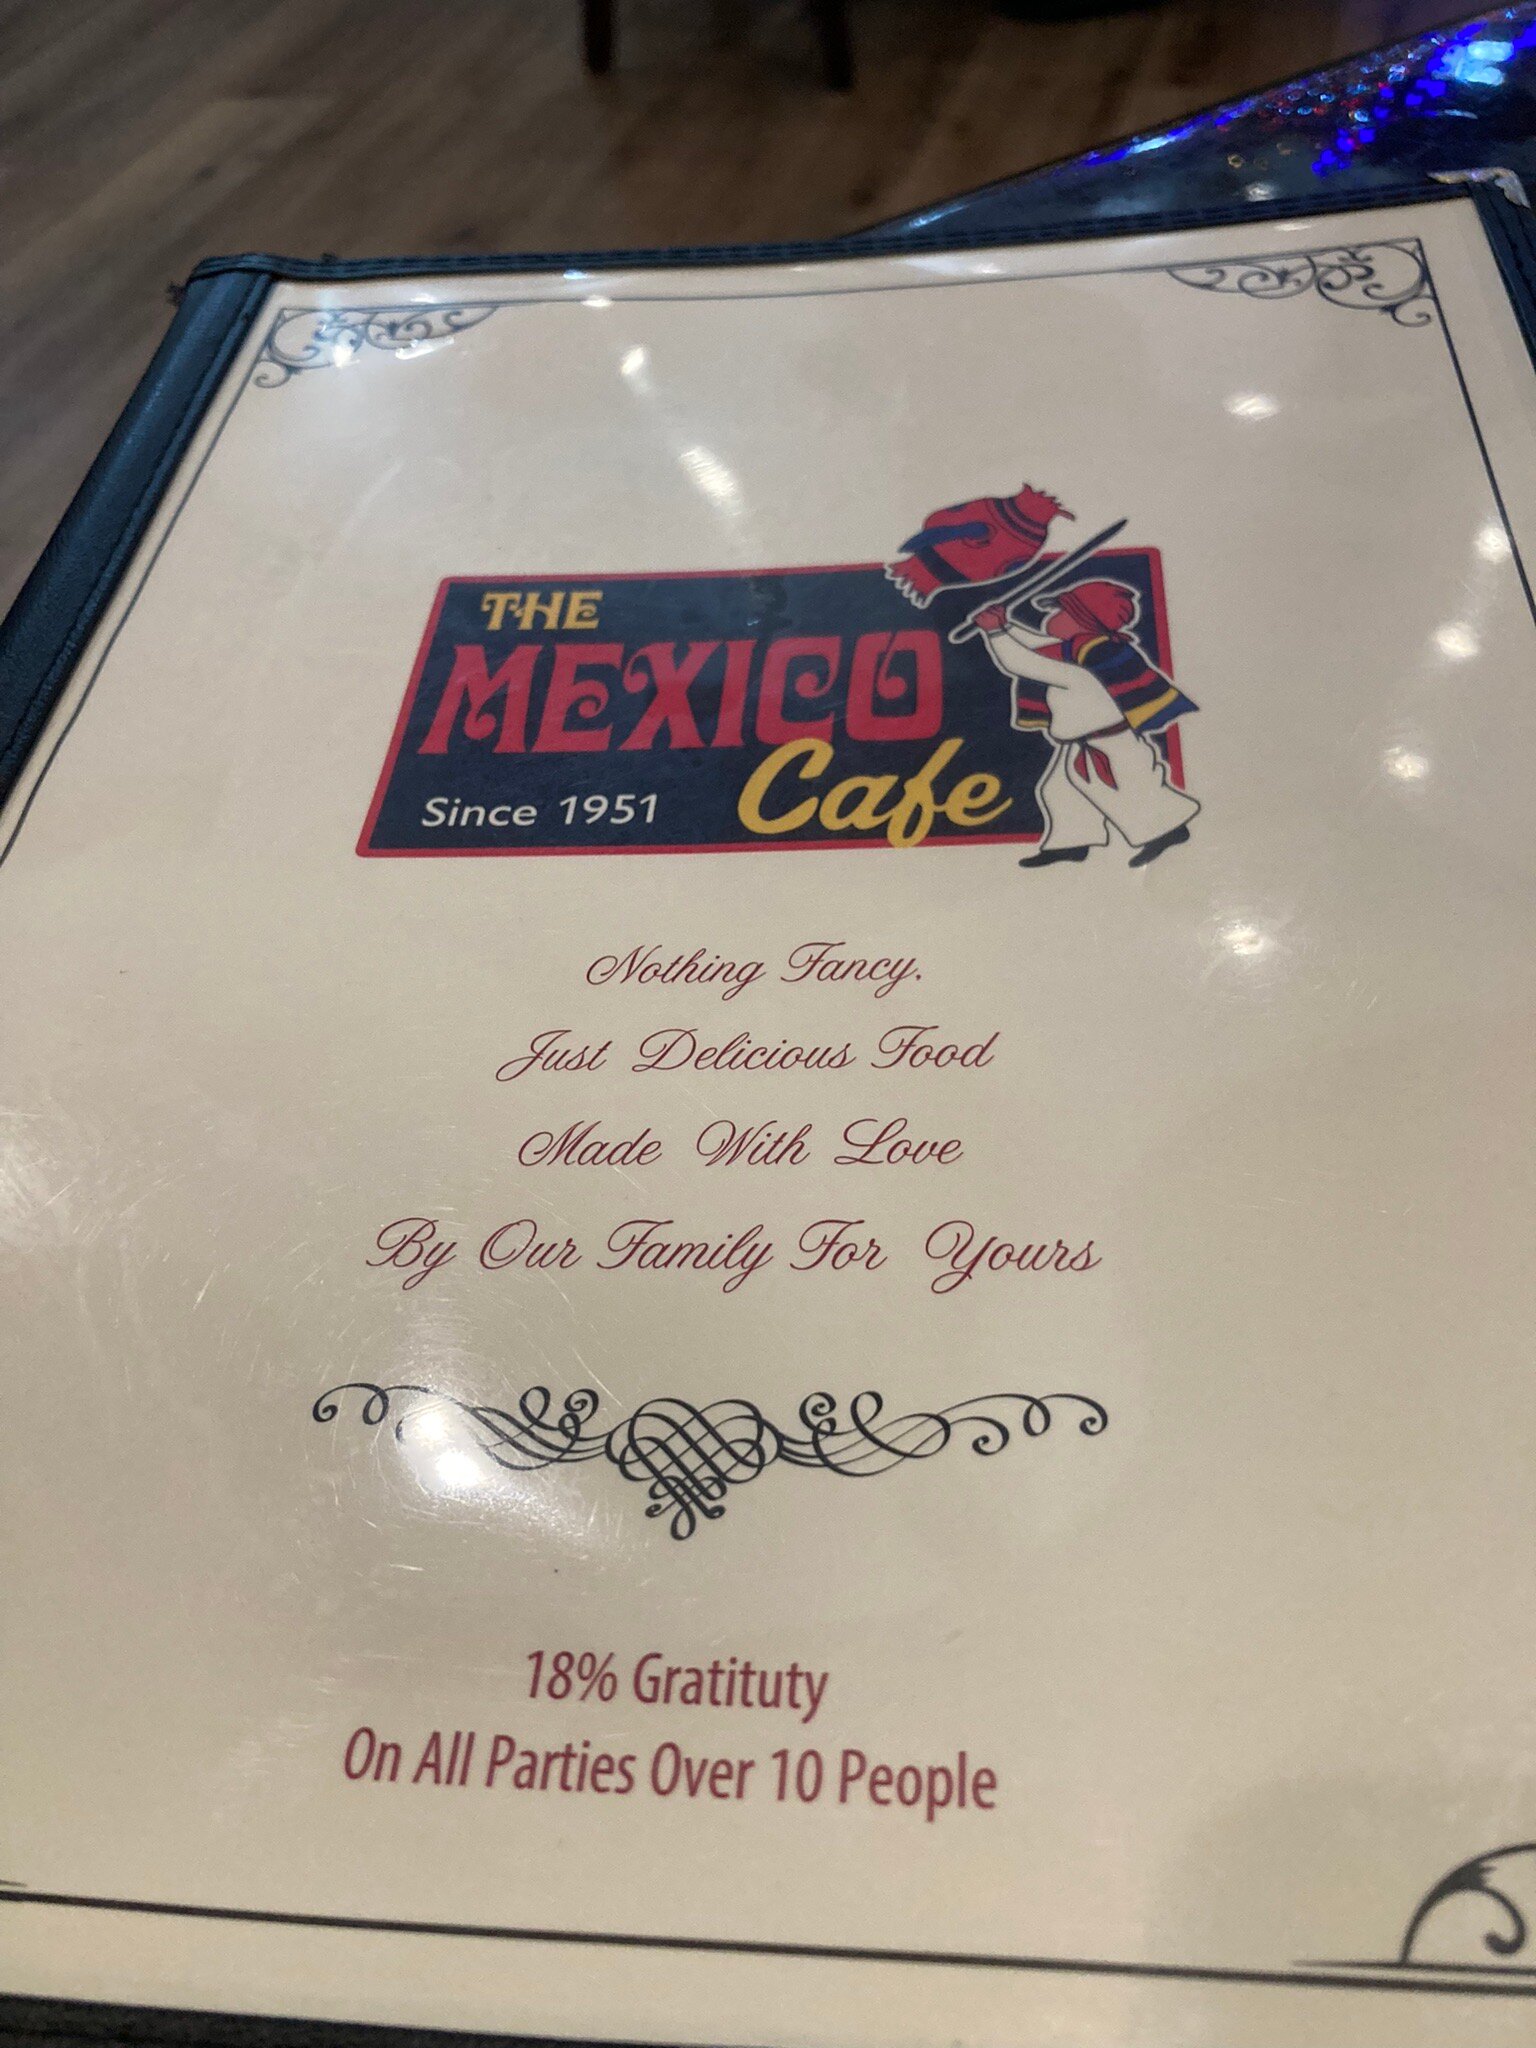 THE
MEXICO
Cafe
Since 1951
Nothing Fancy.
Just Delicious Food
Made With Love
By Our Family For Yours
18% Gratituty
On All Parties Over 10 People